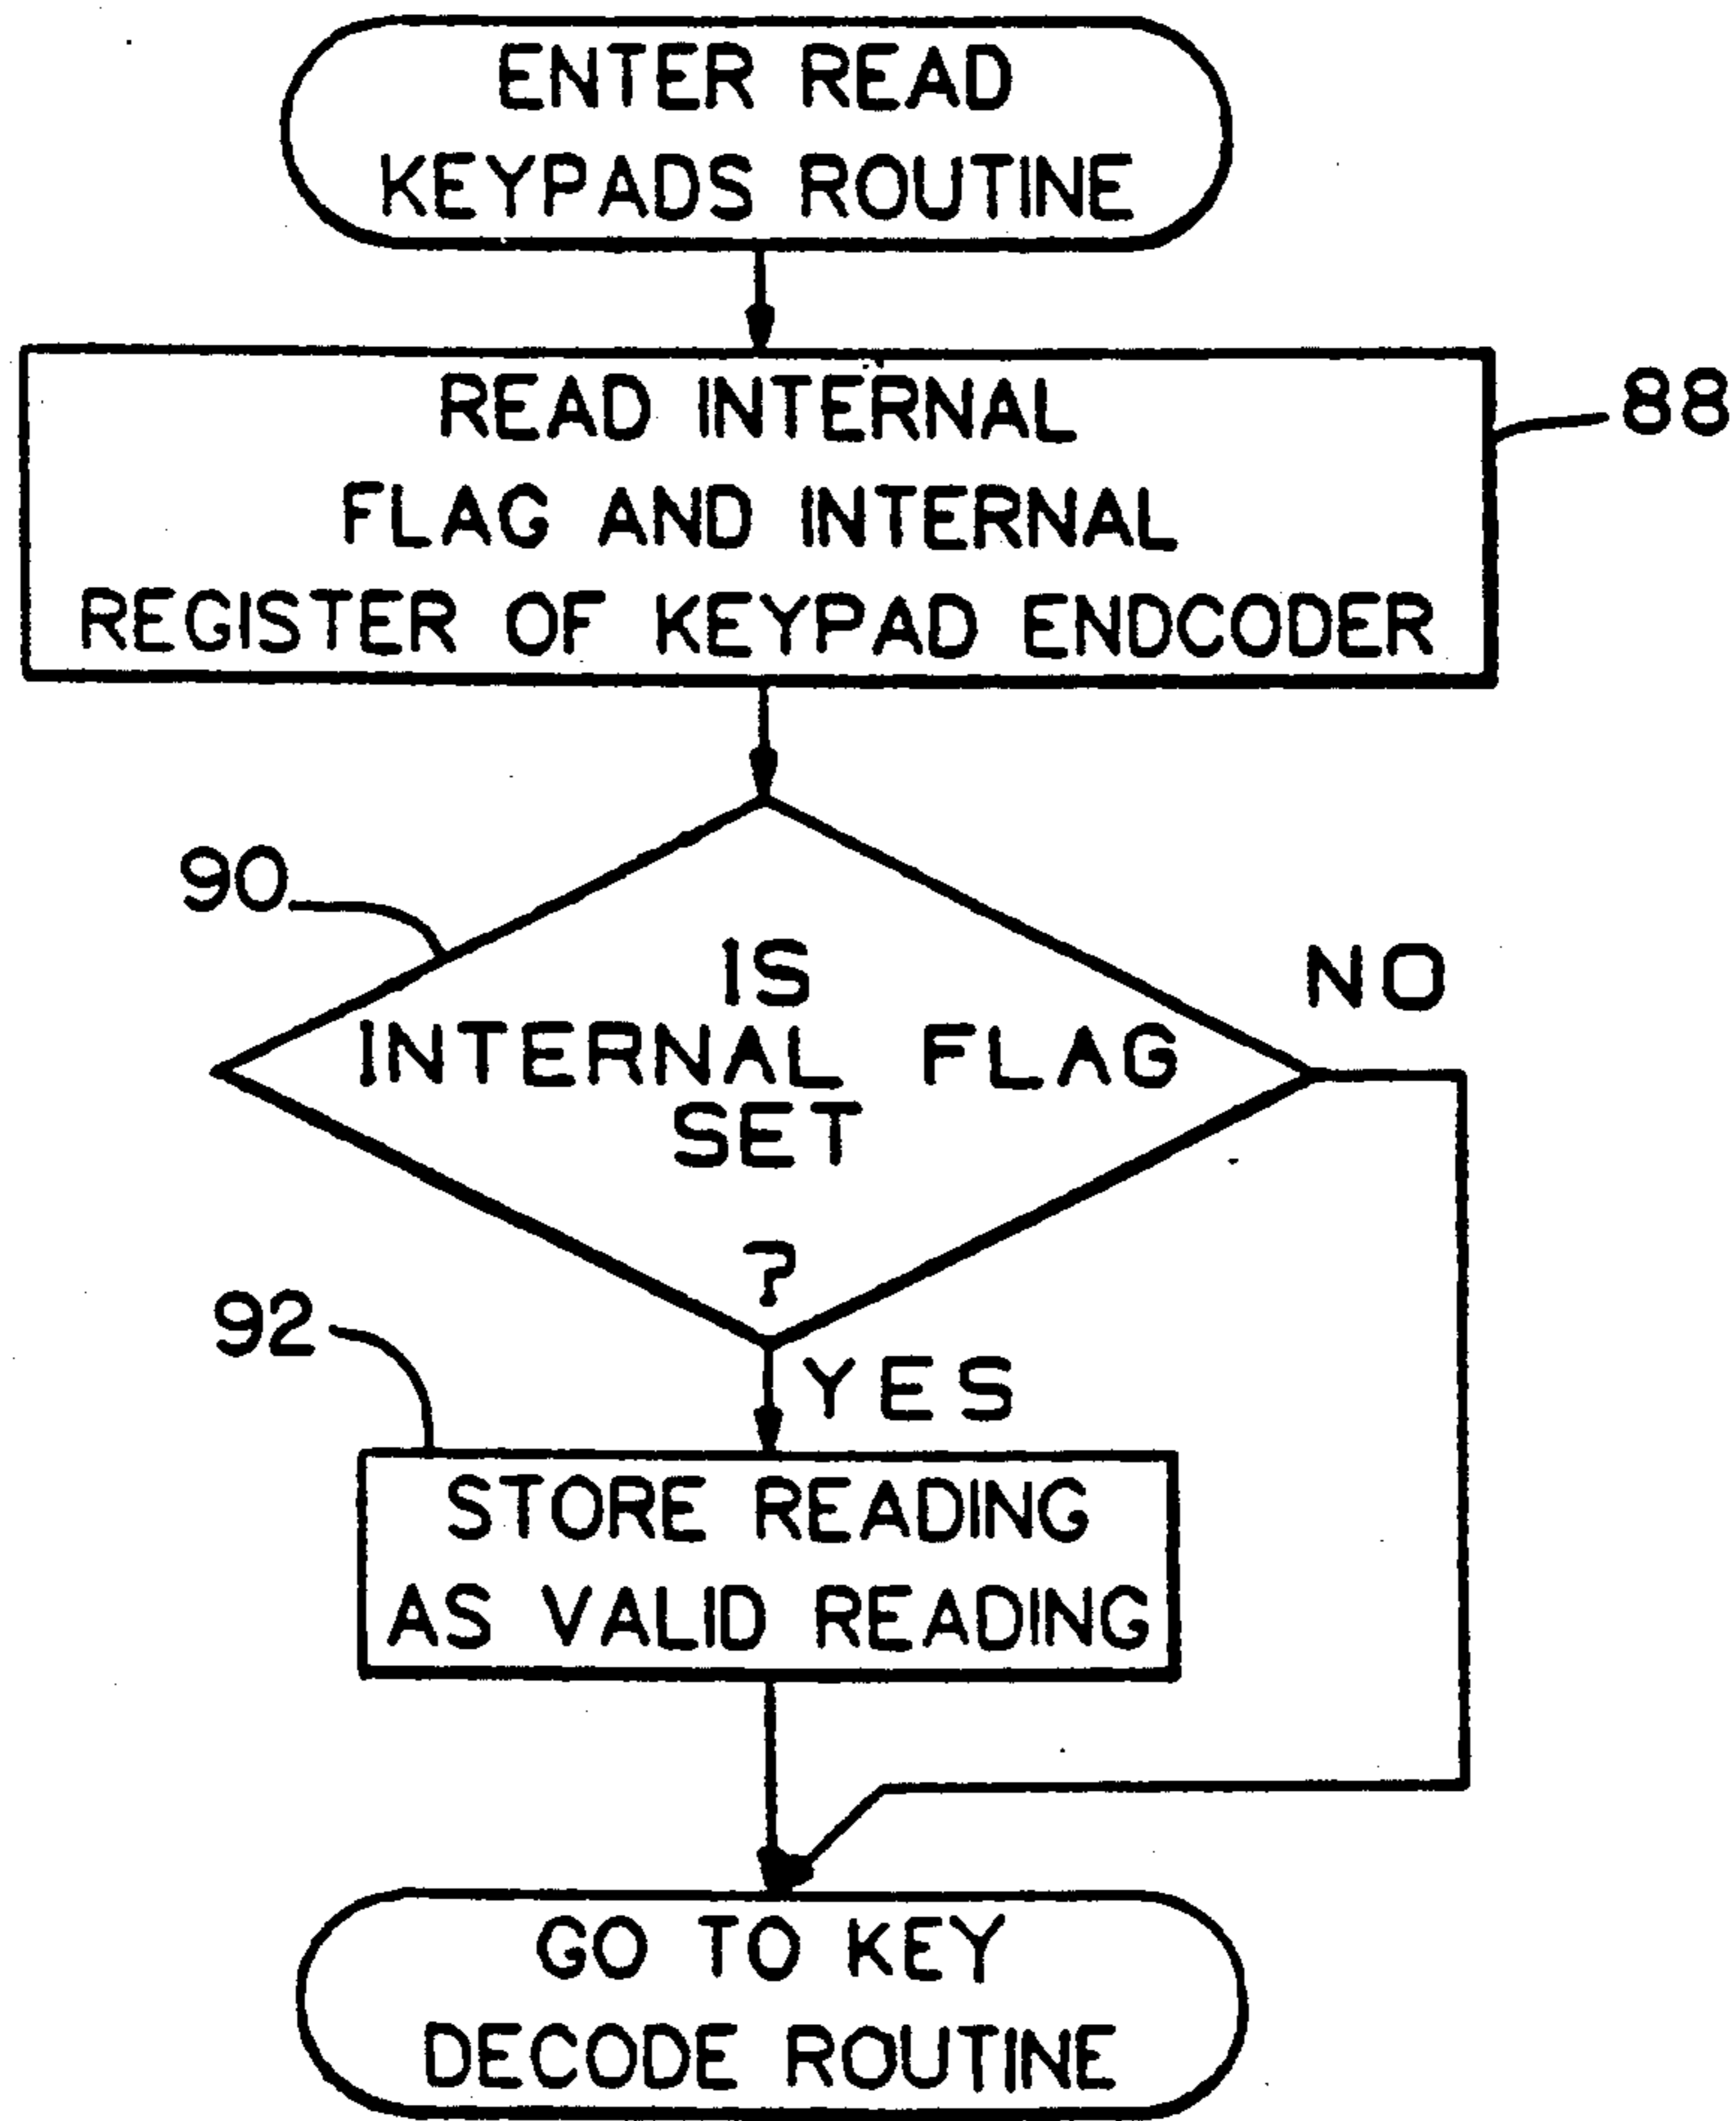 ENTER READ
KEYPADS ROUTINE
READ INTERNAL
FLAG AND INTERNAL
REGISTER OF KEYPAD ENDCODER
88
90
IS
INTERNAL FLAG
SET
?
NO
92
YES
STORE READING
AS VALID READING
GO TO KEY
DECODE ROUTINE